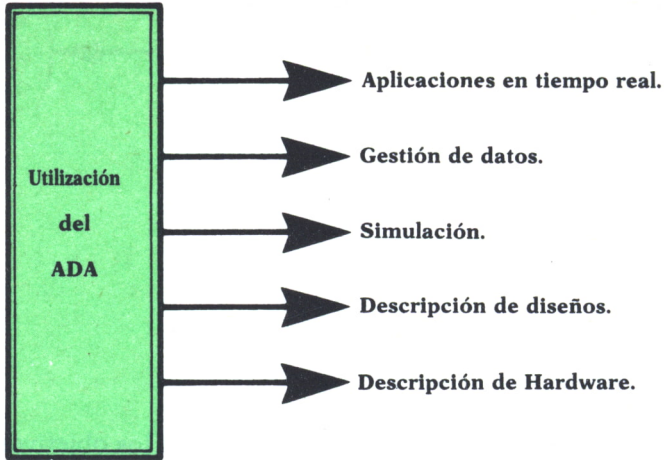 Utilización
del
ADA
Aplicaciones en tiempo real.
Gestión de datos.
Simulación.
Descripción de diseños.
Descripción de Hardware.